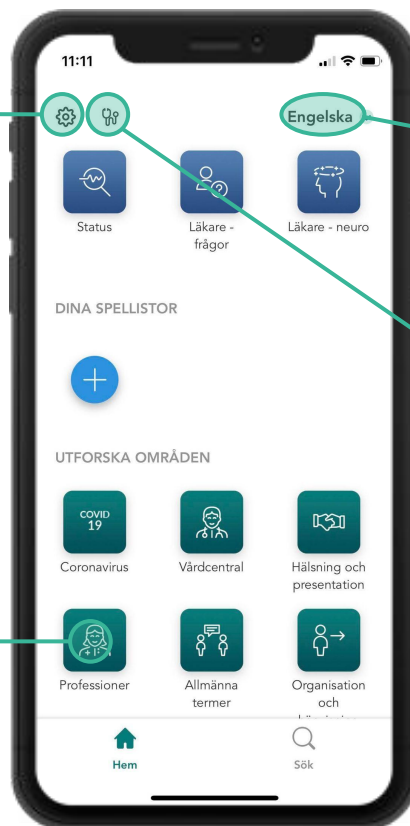 11:11
Engelska
Status
Läkare -
frågor
Läkare - neuro
DINA SPELLISTOR
UTFORSKA OMRÅDEN
COVID
19
Coronavirus
Vårdcentral
Hälsning och
presentation
Professioner
Allmänna
termer
Organisation
och
Hem
Sök